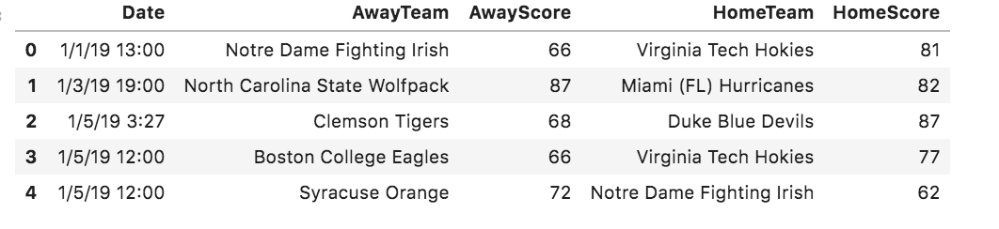 Date AwayTeam AwayScore HomeTeam HomeScore
0 1/1/19 13:00 Notre Dame Fighting Irish 66 Virginia Tech Hokies 81
1 1/3/19 19:00 North Carolina State Wolfpack 87 Miami (FL) Hurricanes 82
2 1/5/19 3:27 Clemson Tigers 68 Duke Blue Devils 87
3 1/5/19 12:00 Boston College Eagles 66 Virginia Tech Hokies 77
4 1/5/19 12:00 Syracuse Orange 72 Notre Dame Fighting Irish 62